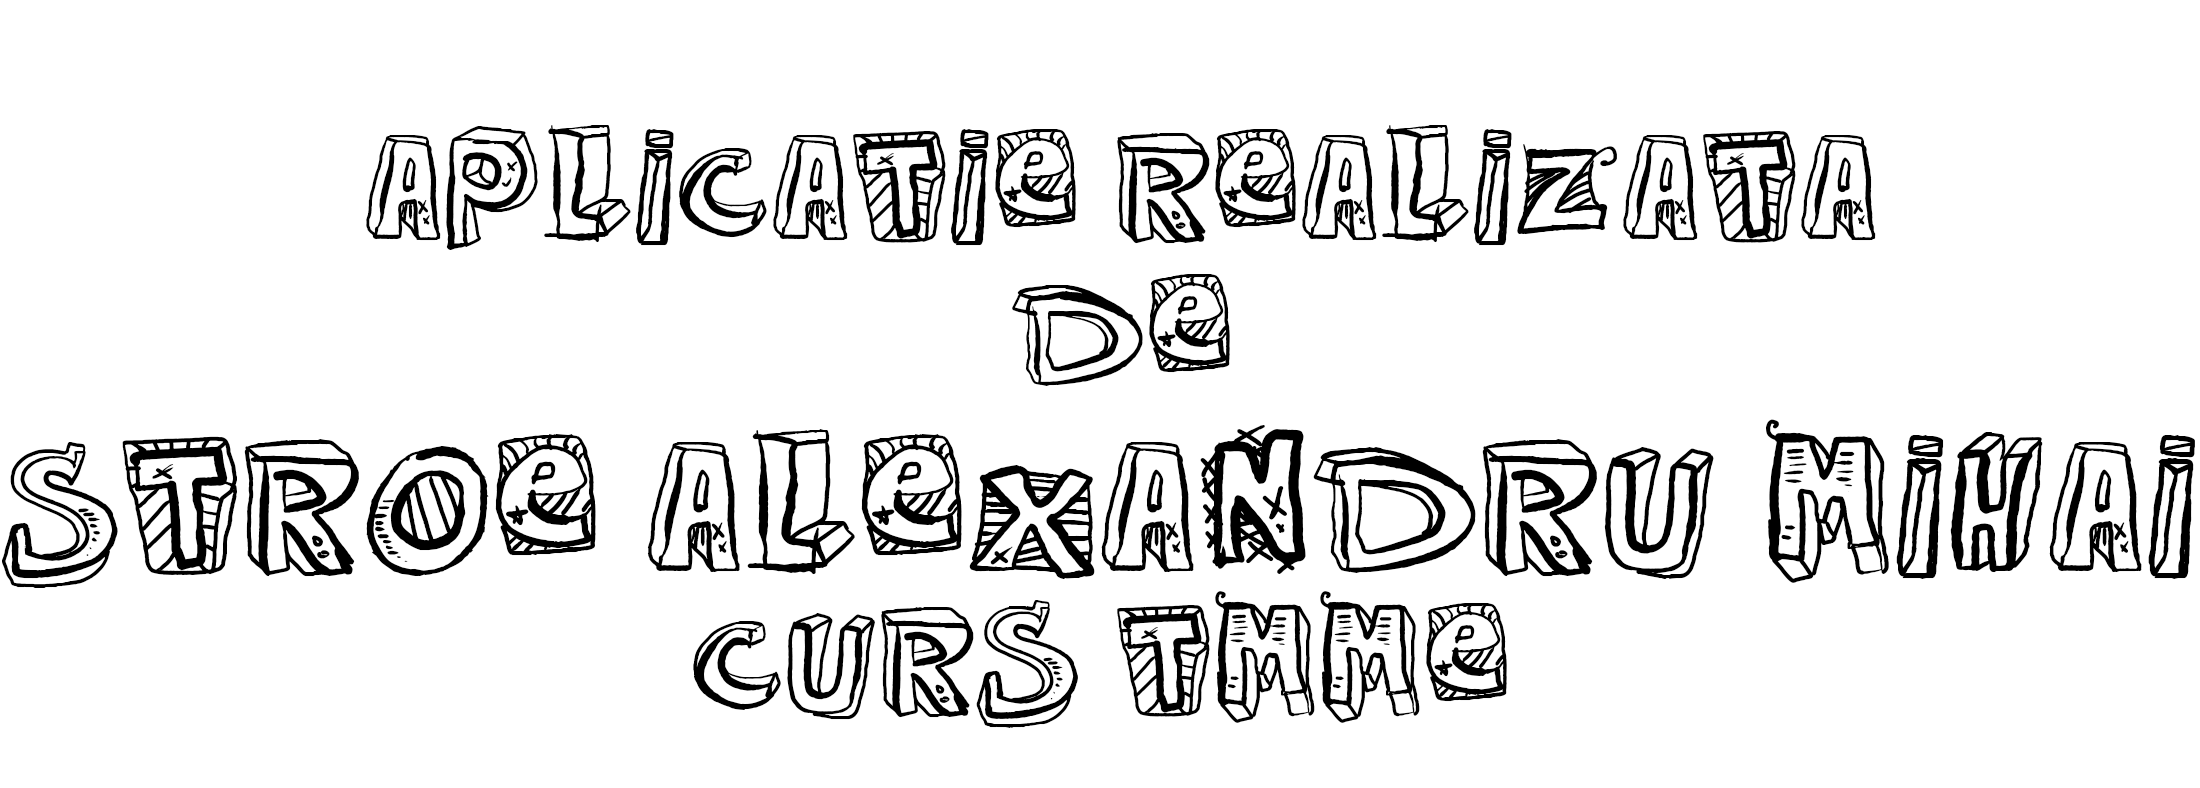 APLiCATie ReALiZATA
De
STROe ALeXANDRU MiHAi
CURS TMMe